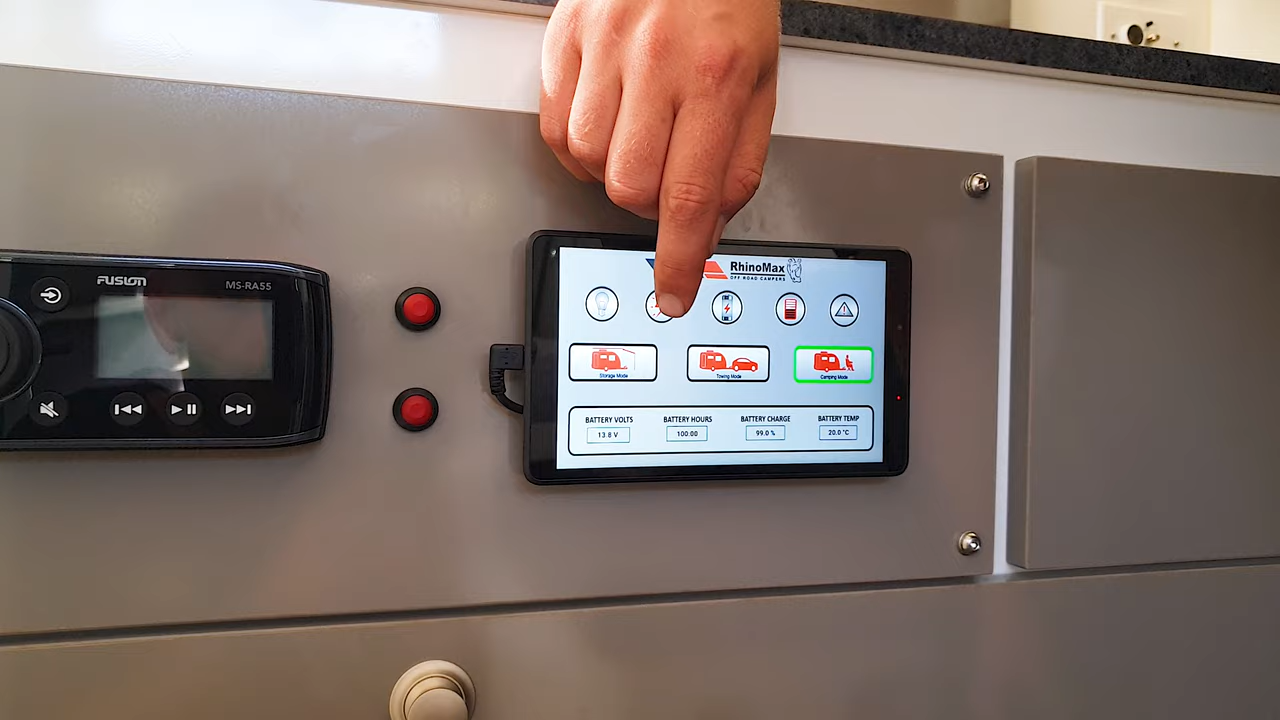 FUSION
MS-RA55
RhinoMax
OFF ROAD CAMPERS
Storage Mode
Towing Mode
Camping Mode
BATTERY VOLTS
BATTERY HOURS
BATTERY CHARGE
BATTERY TEMP
13.8 V
100.00
99.0 %
20.0 °C